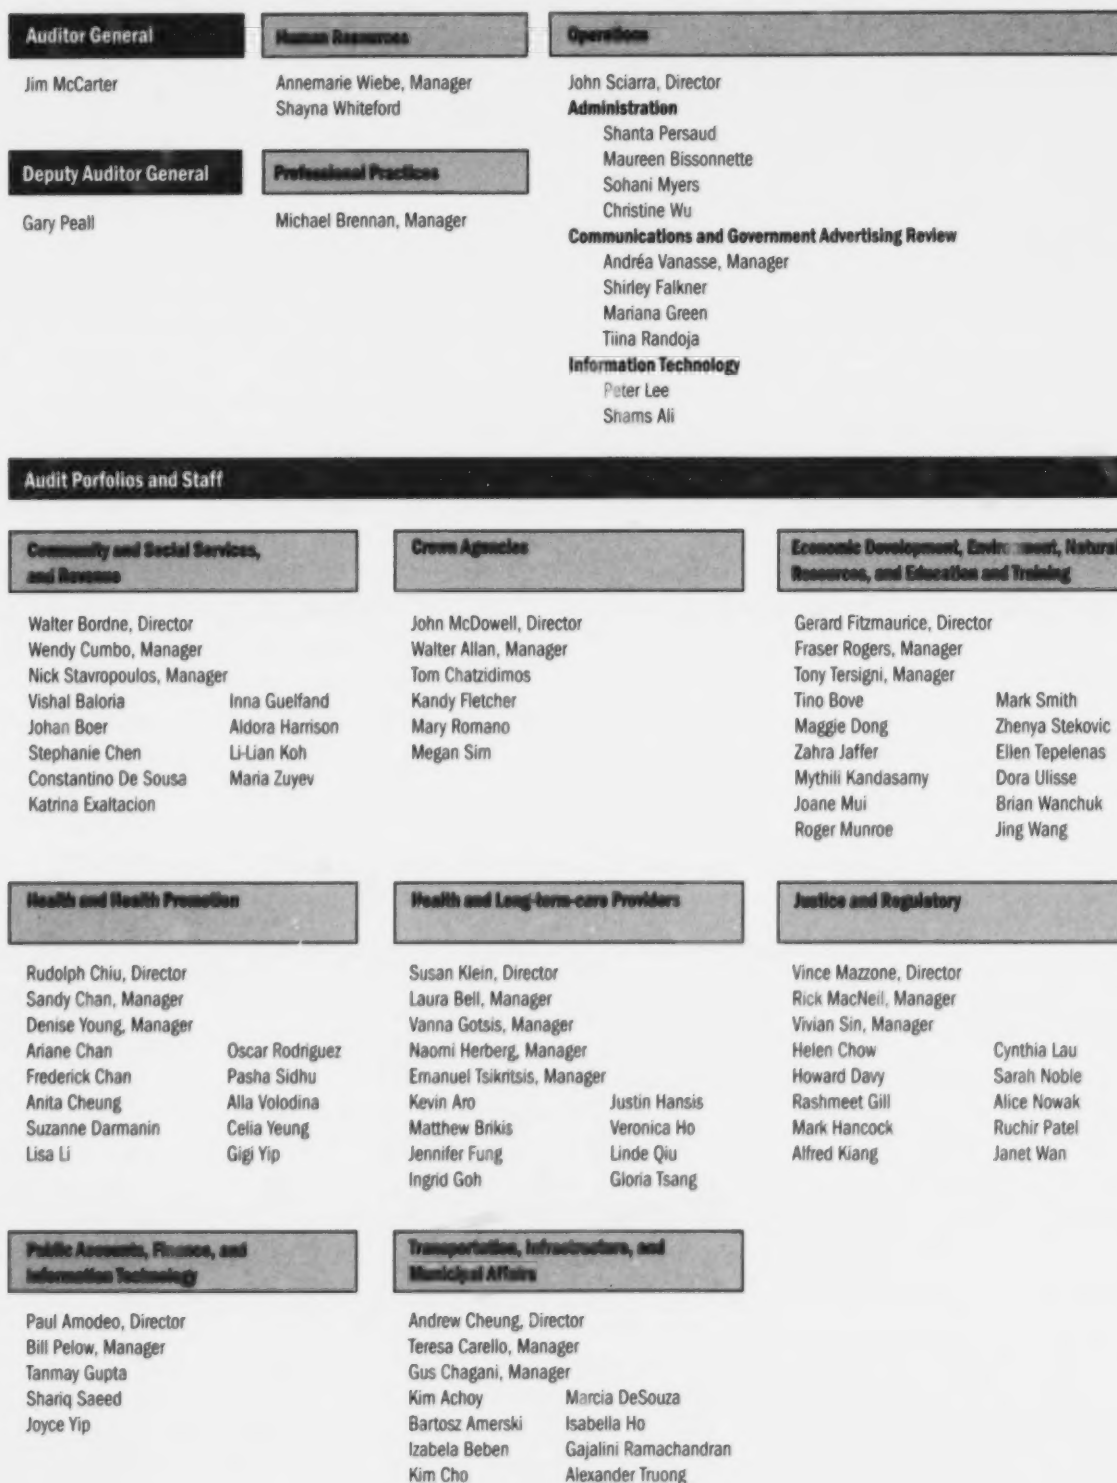 Auditor General
Jim McCarter
Deputy Auditor General
Gary Peall
Human Resources
Annemarie Wiebe, Manager
Shayna Whiteford
Professional Practices
Michael Brennan, Manager
Operations
John Sciarra, Director
Administration
Shanta Persaud
Maureen Bissonnette
Sohani Myers
Christine Wu
Communications and Government Advertising Review
Andréa Vanasse, Manager
Shirley Falkner
Mariana Green
Tiina Randoja
Information Technology
Peter Lee
Shams Ali
Audit Porfolios and Staff
Community and Social Services,
and Revenue
Walter Bordne, Director
Wendy Cumbo, Manager
Nick Stavropoulos, Manager
Vishal Baloria
Johan Boer
Stephanie Chen
Constantino De Sousa
Katrina Exaltacion
Inna Guelfand
Aldora Harrison
Li-Lian Koh
Maria Zuyev
Crown Agencies
John McDowell, Director
Walter Allan, Manager
Tom Chatzidimos
Kandy Fletcher
Mary Romano
Megan Sim
Economic Development, Environment, Natural
Resources, and Education and Training
Gerard Fitzmaurice, Director
Fraser Rogers, Manager
Tony Tersigni, Manager
Tino Bove
Maggie Dong
Zahra Jaffer
Mythili Kandasamy
Joane Mui
Roger Munroe
Mark Smith
Zhenya Stekovic
Ellen Tepelenas
Dora Ulisse
Brian Wanchuk
Jing Wang
Health and Health Promotion
Rudolph Chiu, Director
Sandy Chan, Manager
Denise Young, Manager
Ariane Chan
Frederick Chan
Anita Cheung
Suzanne Darmanin
Lisa Li
Oscar Rodriguez
Pasha Sidhu
Alla Volodina
Celia Yeung
Gigi Yip
Health and Long-term-care Providers
Susan Klein, Director
Laura Bell, Manager
Vanna Gotsis, Manager
Naomi Herberg, Manager
Emanuel Tsikritsis, Manager
Kevin Aro
Matthew Brikis
Jennifer Fung
Ingrid Goh
Justin Hansis
Veronica Ho
Linde Qiu
Gloria Tsang
Justice and Regulatory
Vince Mazzone, Director
Rick MacNeil, Manager
Vivian Sin, Manager
Helen Chow
Howard Davy
Rashmeet Gill
Mark Hancock
Alfred Kiang
Cynthia Lau
Sarah Noble
Alice Nowak
Ruchir Patel
Janet Wan
Public Accounts, Finance, and
Information Technology
Paul Amodeo, Director
Bill Pelow, Manager
Tanmay Gupta
Shariq Saeed
Joyce Yip
Transportation, Infrastructure, and
Municipal Affairs
Andrew Cheung, Director
Teresa Carello, Manager
Gus Chagani, Manager
Kim Achoy
Bartosz Amerski
Izabela Beben
Kim Cho
Marcia DeSouza
Isabella Ho
Gajalini Ramachandran
Alexander Truong